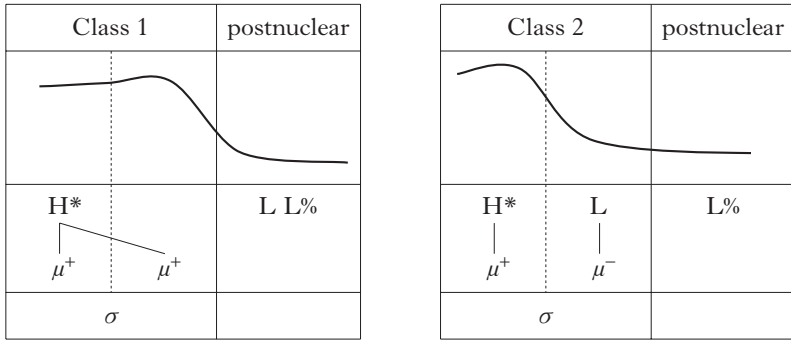 Class 1 postnuclear
H* L L%
μ⁺ μ⁺
σ
Class 2 postnuclear
H* L L%
μ⁺ μ⁻
σ